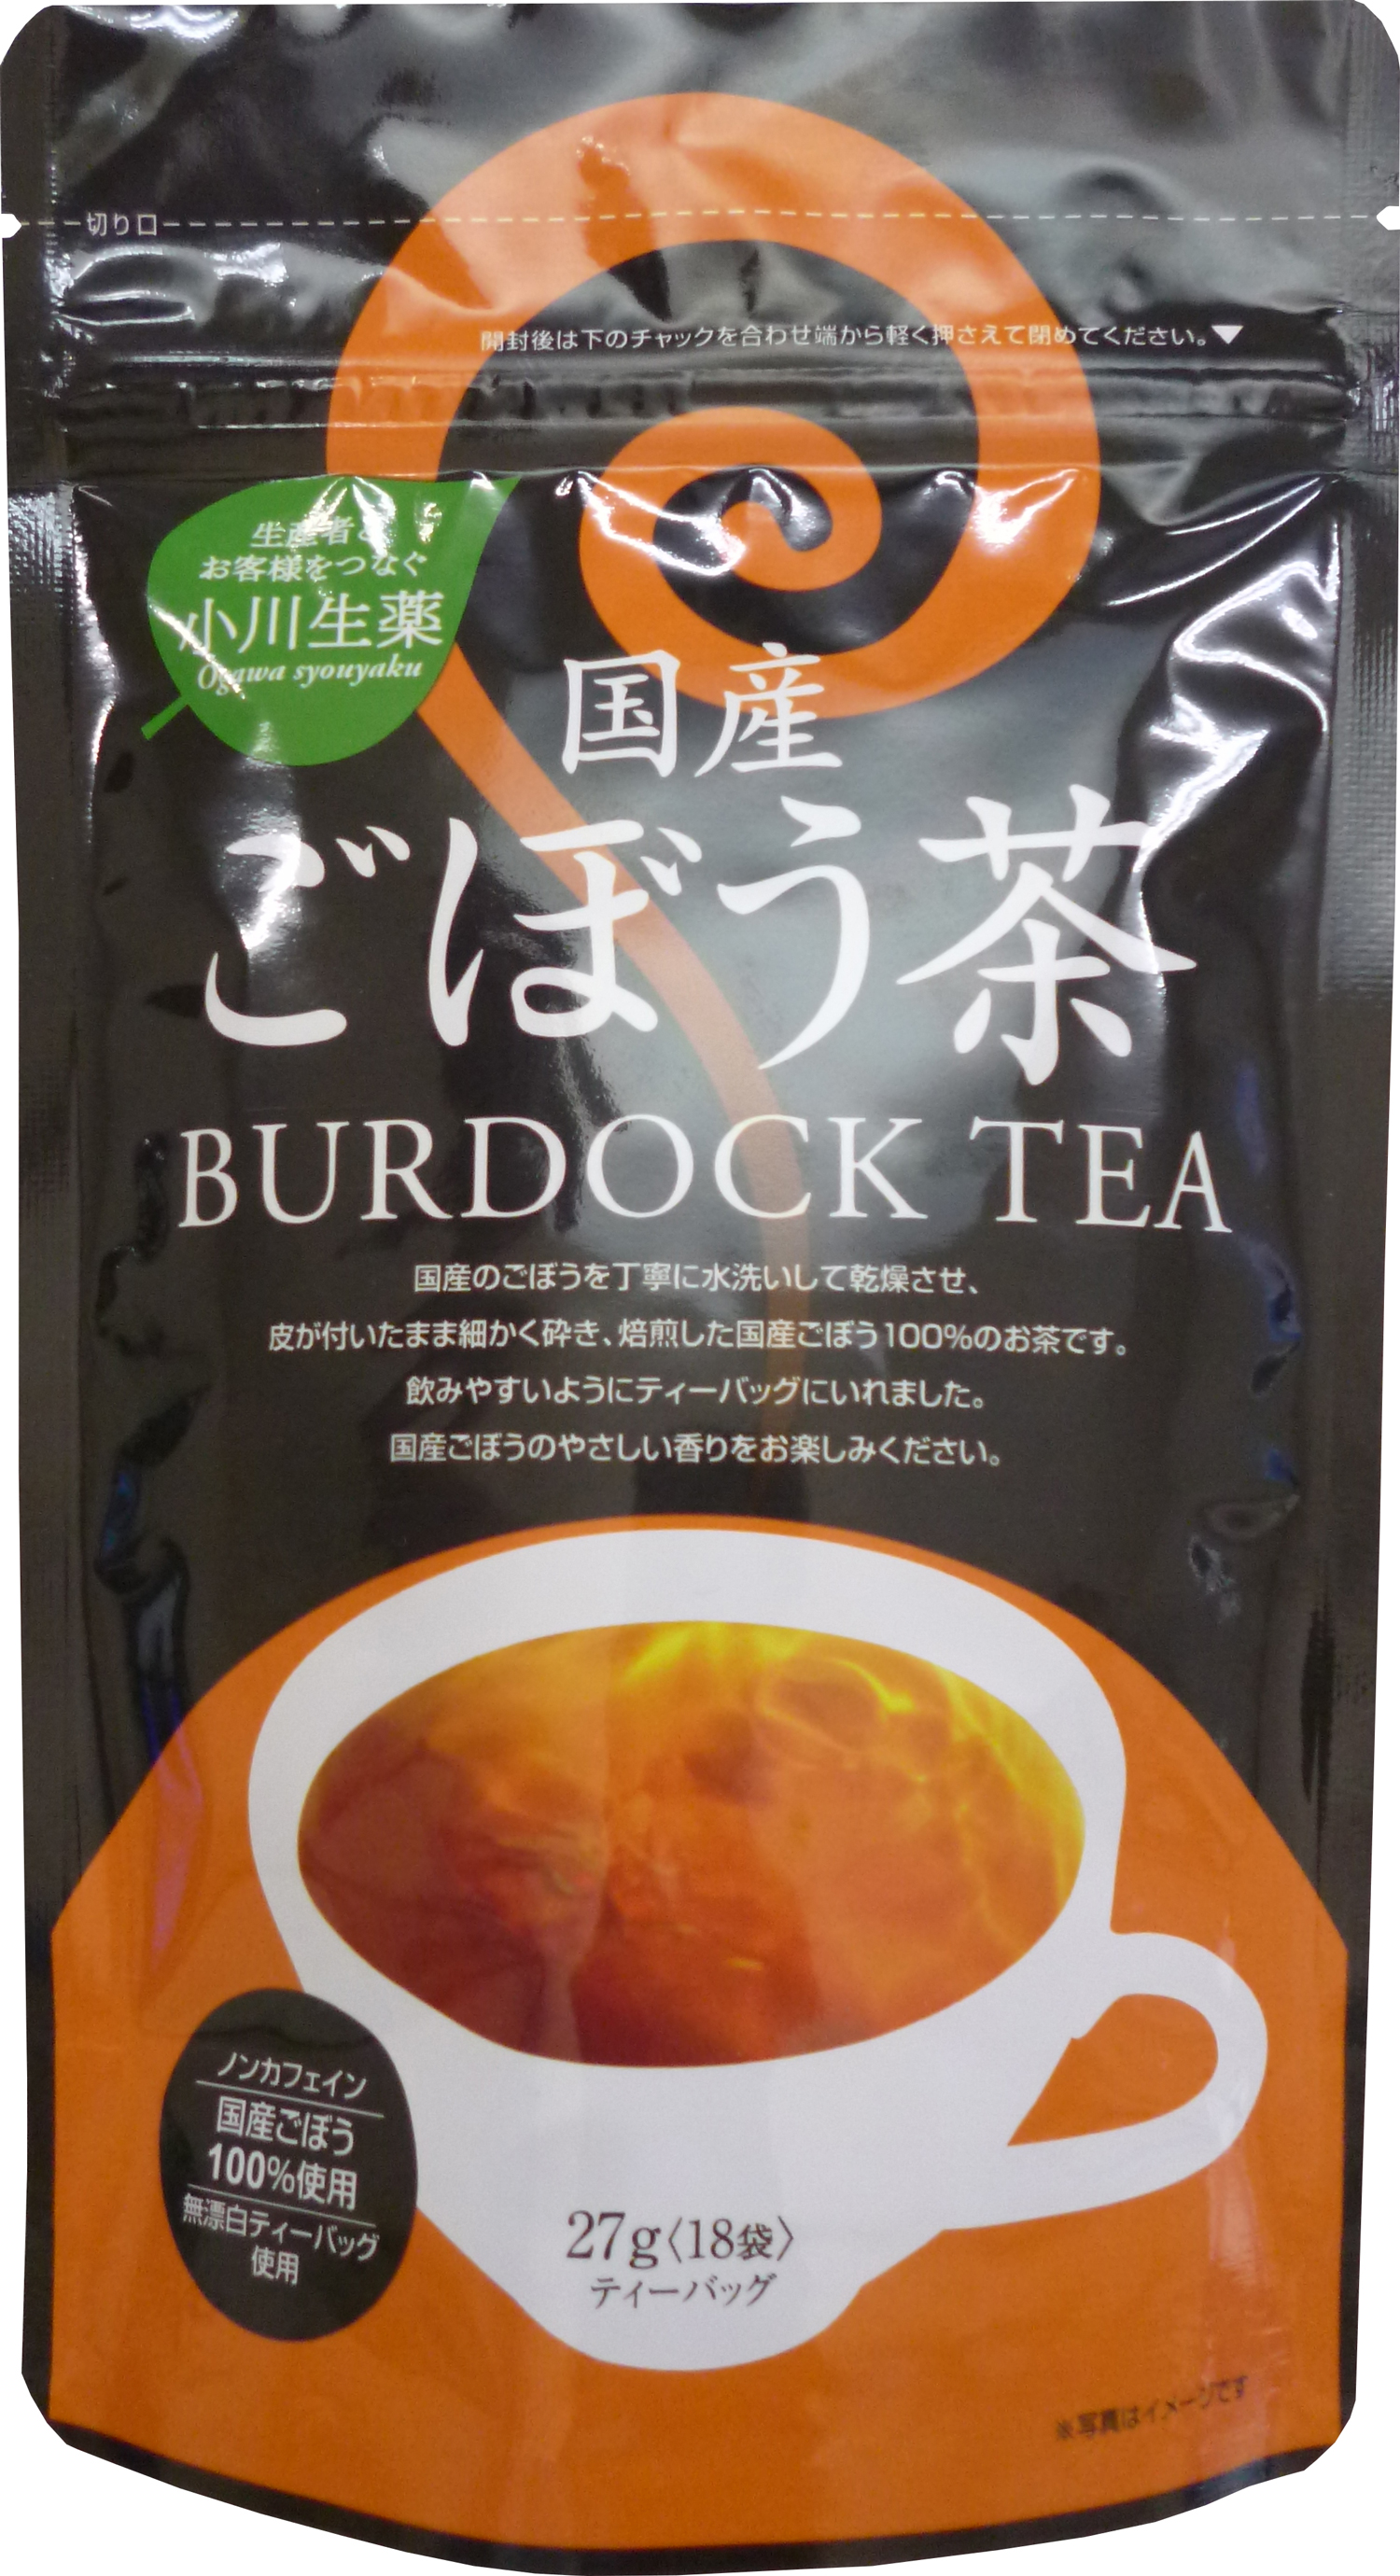 切り口
開封後は下のチャックを合わせ端から軽く押さえて閉めてください。▼
生産者と
お客様をつなぐ
小川生薬
Ogawa syouyaku
国産
ごぼう茶
BURDOCK TEA
国産のごぼうを丁寧に水洗いして乾燥させ、
皮が付いたまま細かく砕き、焙煎した国産ごぼう100%のお茶です。
飲みやすいようにティーバッグにいれました。
国産ごぼうのやさしい香りをお楽しみください。
ノンカフェイン
国産ごぼう
100%使用
無漂白ティーバッグ
使用
27g〈18袋〉
ティーバッグ
※写真はイメージです